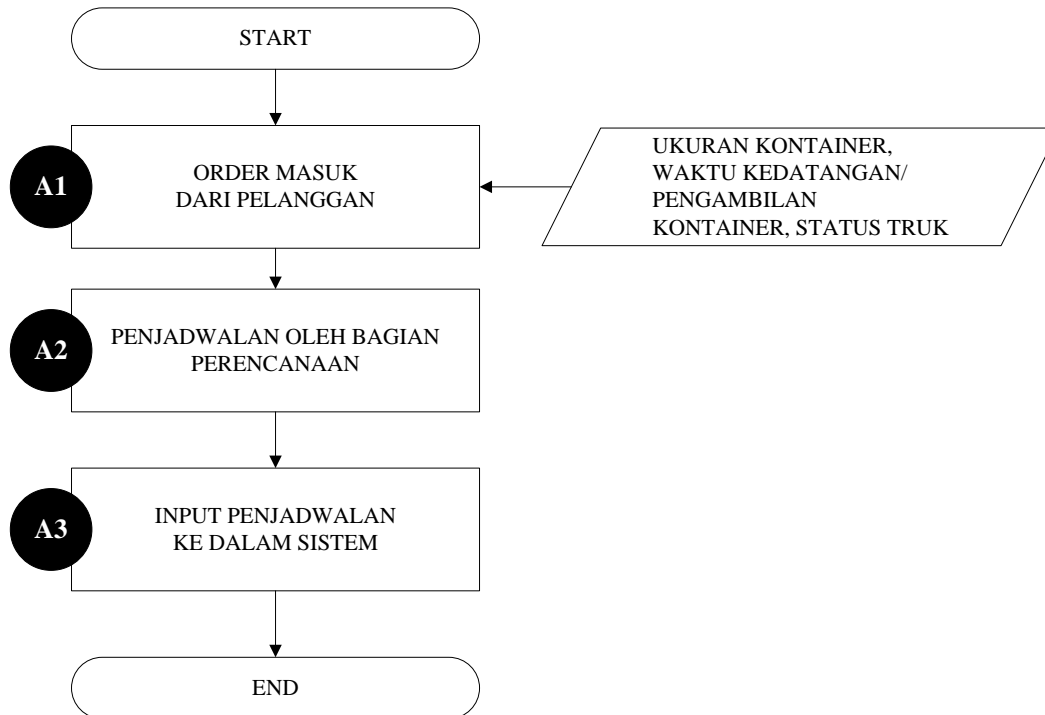 START
A1
ORDER MASUK
DARI PELANGGAN
UKURAN KONTAINER,
WAKTU KEDATANGAN/
PENGAMBILAN
KONTAINER, STATUS TRUK
A2
PENJADWALAN OLEH BAGIAN
PERENCANAAN
A3
INPUT PENJADWALAN
KE DALAM SISTEM
END